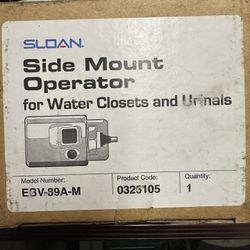 SLOAN.
Side Mount
Operator
for Water Closets and Urinals
Model Number:
EBV-89A-M
Product Code:
0325105
Quantity:
1